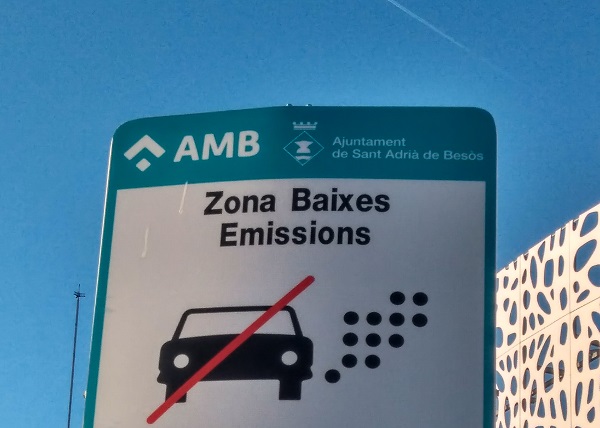 AMB
Ajuntament
de Sant Adrià de Besòs
Zona Baixes
Emissions